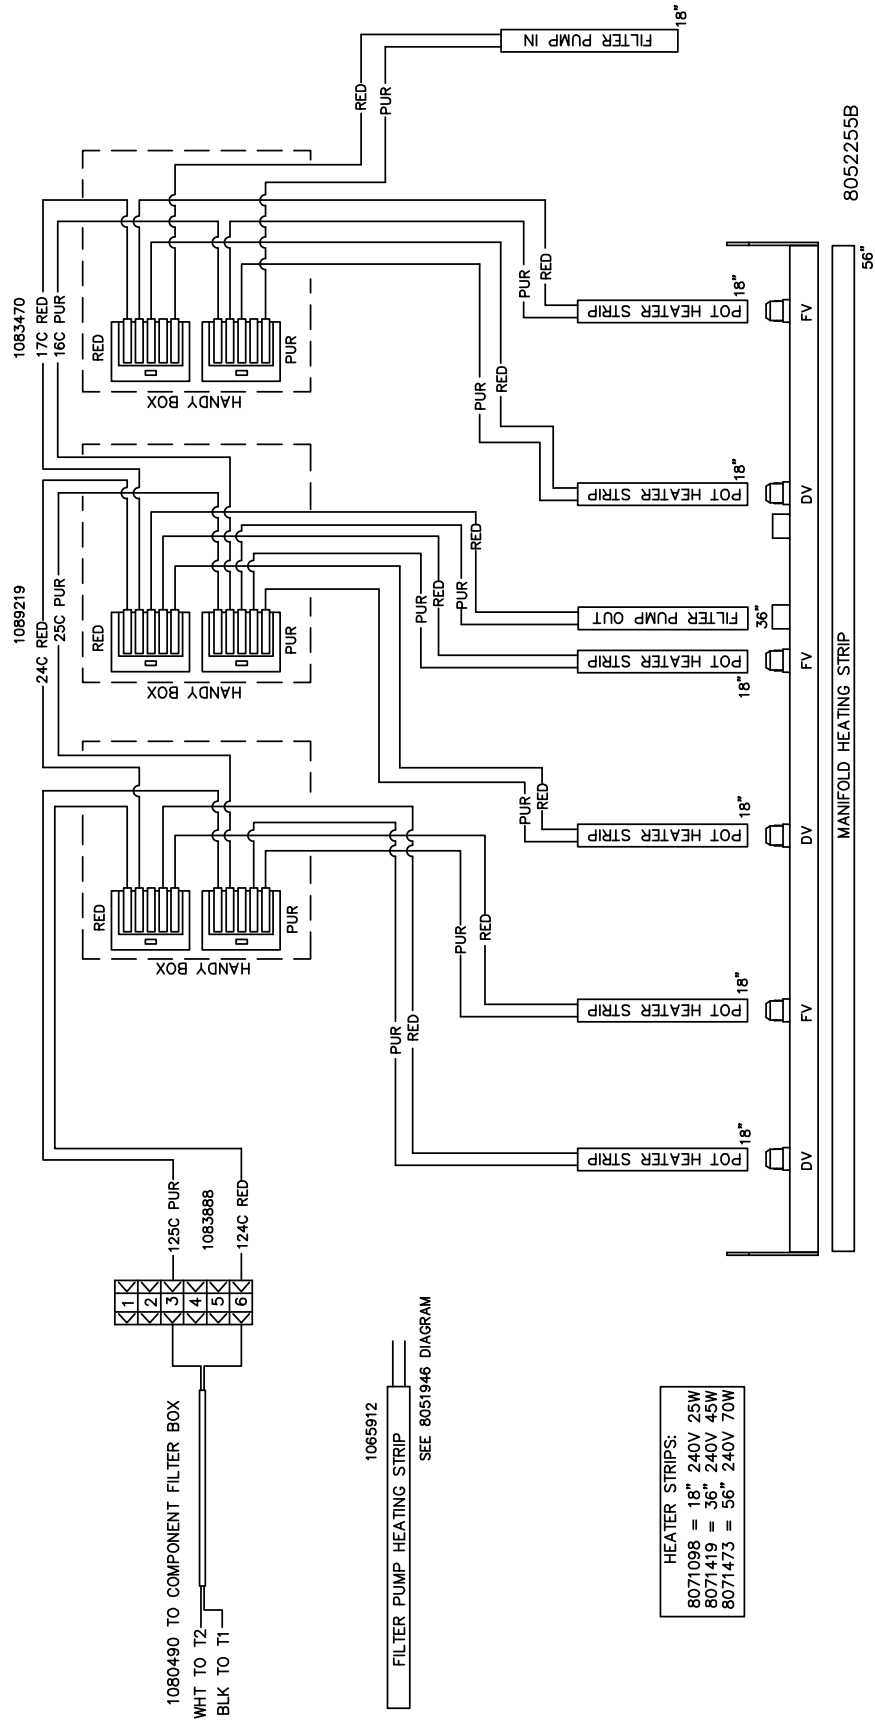 1080490 TO COMPONENT FILTER BOX
WHT TO T2
BLK TO T1
1
2
3
4
5
6
125C PUR
1083888
124C RED
1089219
24C RED
25C PUR
1083470
17C RED
16C PUR
RED
PUR
HANDY BOX
RED
PUR
HANDY BOX
RED
PUR
HANDY BOX
RED
PUR
FILTER PUMP IN
18"
PUR
RED
PUR
RED
PUR
RED
RED
PUR
RED
PUR
PUR
RED
PUR
RED
POT HEATER STRIP
18"
POT HEATER STRIP
18"
POT HEATER STRIP
18"
POT HEATER STRIP
18"
FILTER PUMP OUT
36"
POT HEATER STRIP
18"
POT HEATER STRIP
18"
DV
FV
DV
FV
DV
FV
MANIFOLD HEATING STRIP
56"
1065912
FILTER PUMP HEATING STRIP
SEE 8051946 DIAGRAM
HEATER STRIPS:
8071098 = 18" 240V 25W
8071419 = 36" 240V 45W
8071473 = 56" 240V 70W
8052255B